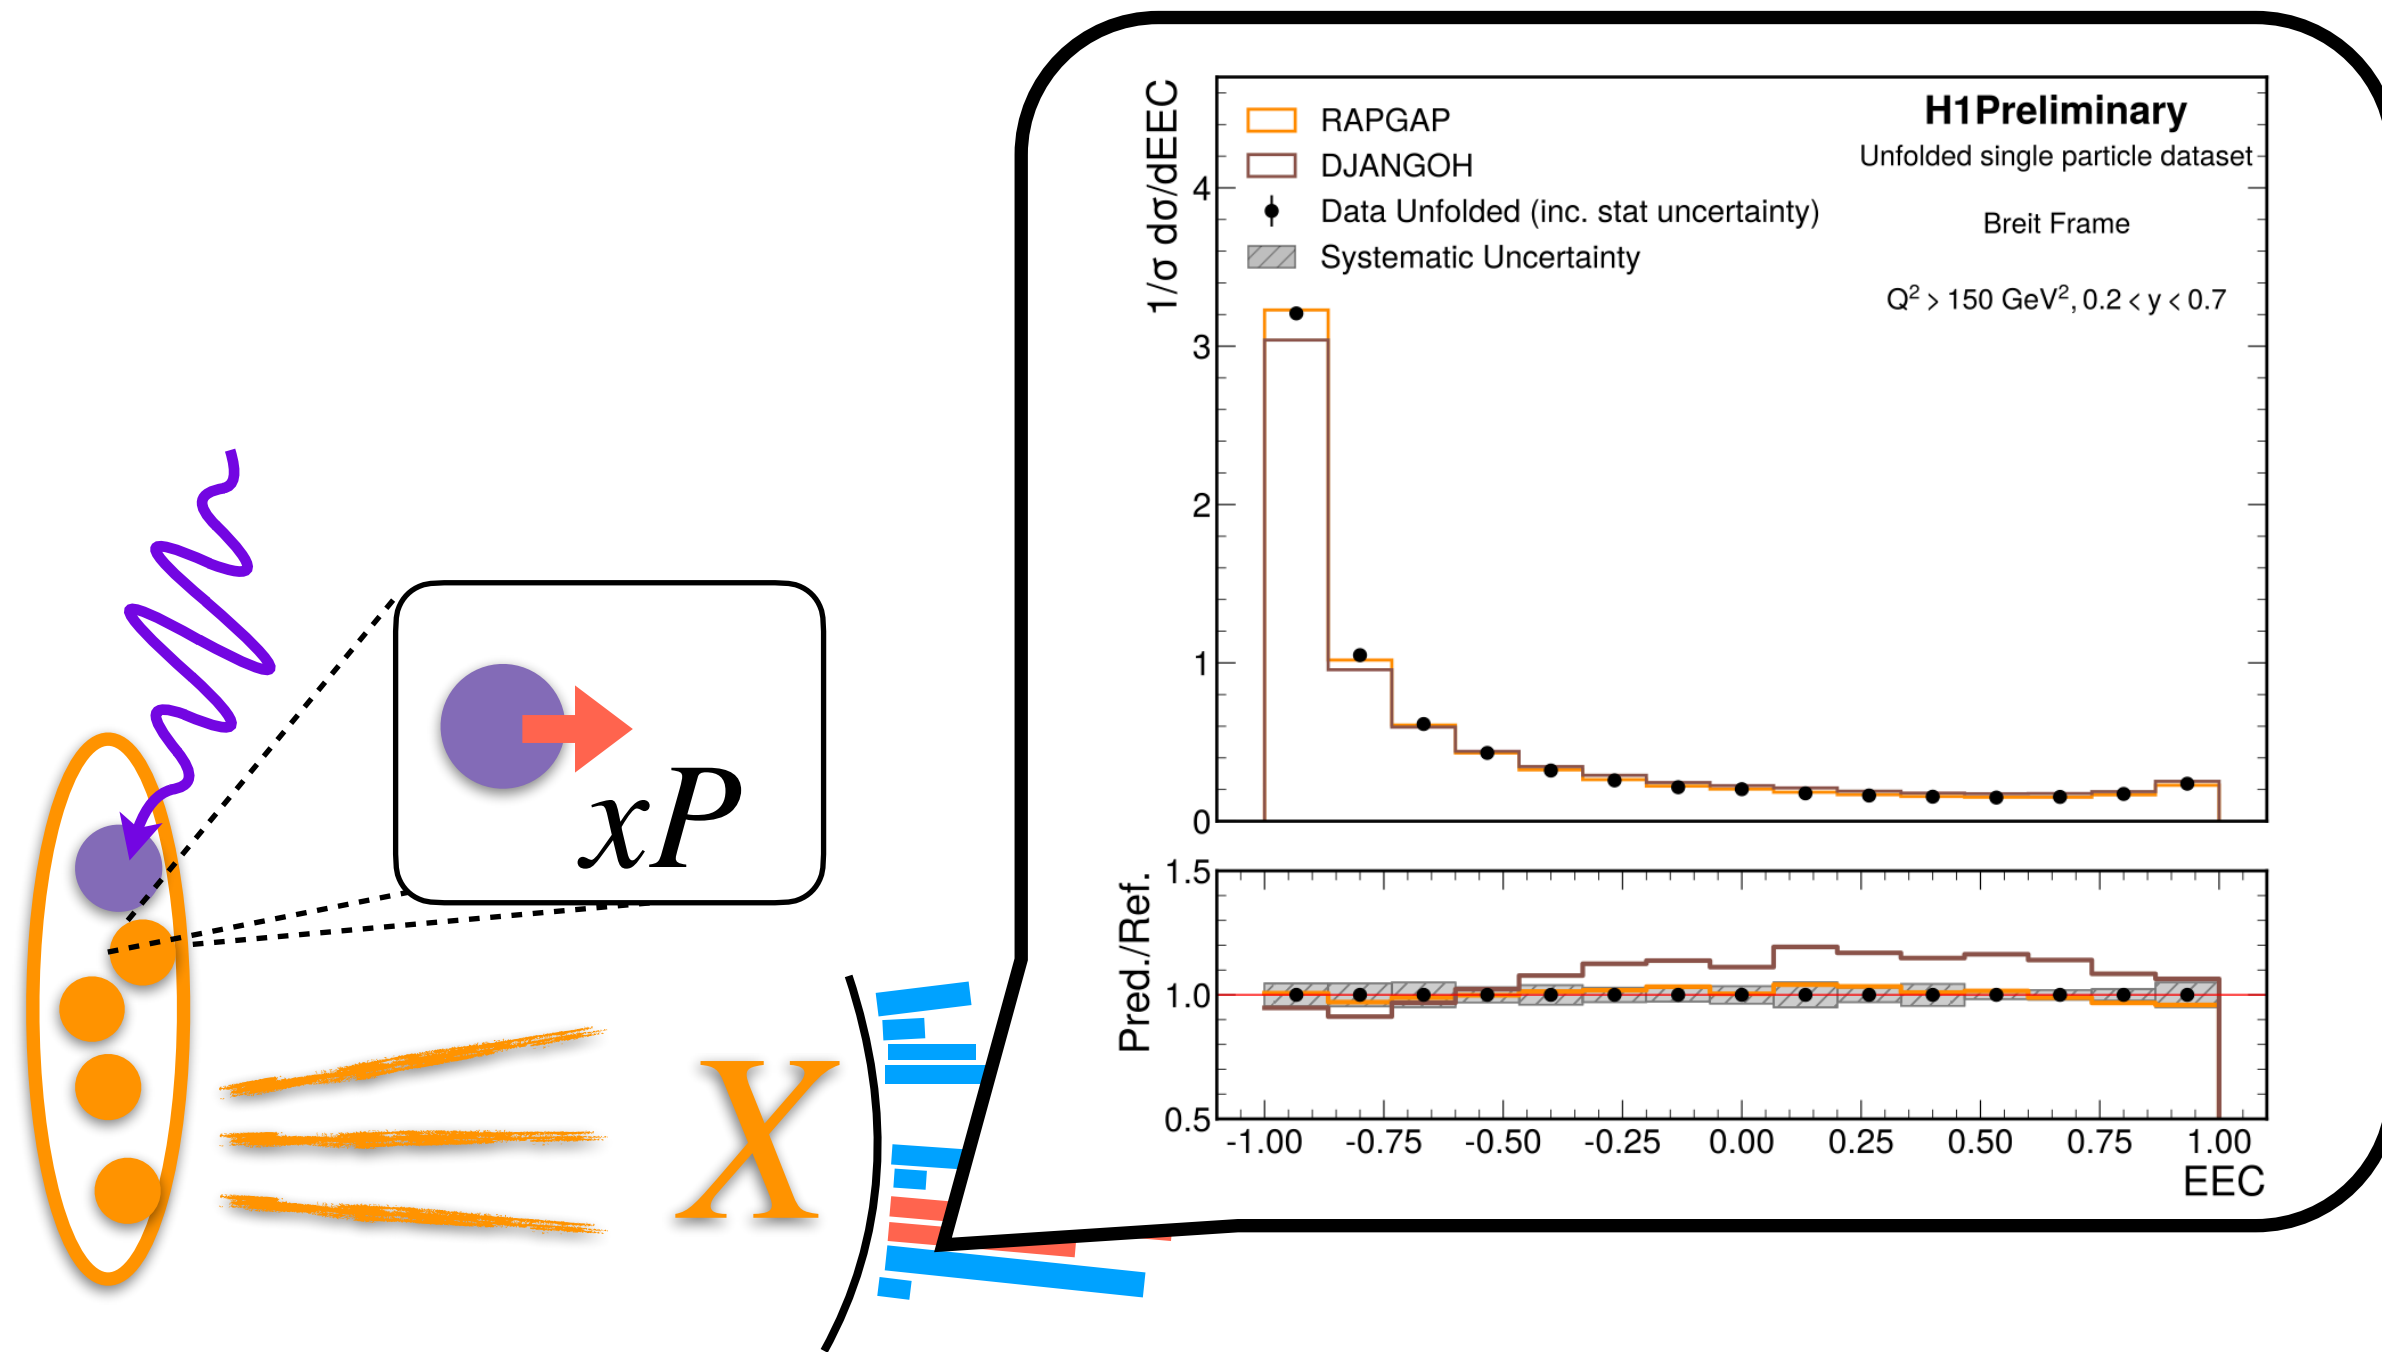 xP
X
1/σ dσ/dEEC
RAPGAP
DJANGOH
Data Unfolded (inc. stat uncertainty)
Systematic Uncertainty
H1Preliminary
Unfolded single particle dataset
Breit Frame
Q² > 150 GeV², 0.2 < y < 0.7
4
3
2
1
0
Pred./Ref.
1.5
1.0
0.5
-1.00 -0.75 -0.50 -0.25 0.00 0.25 0.50 0.75 1.00
EEC